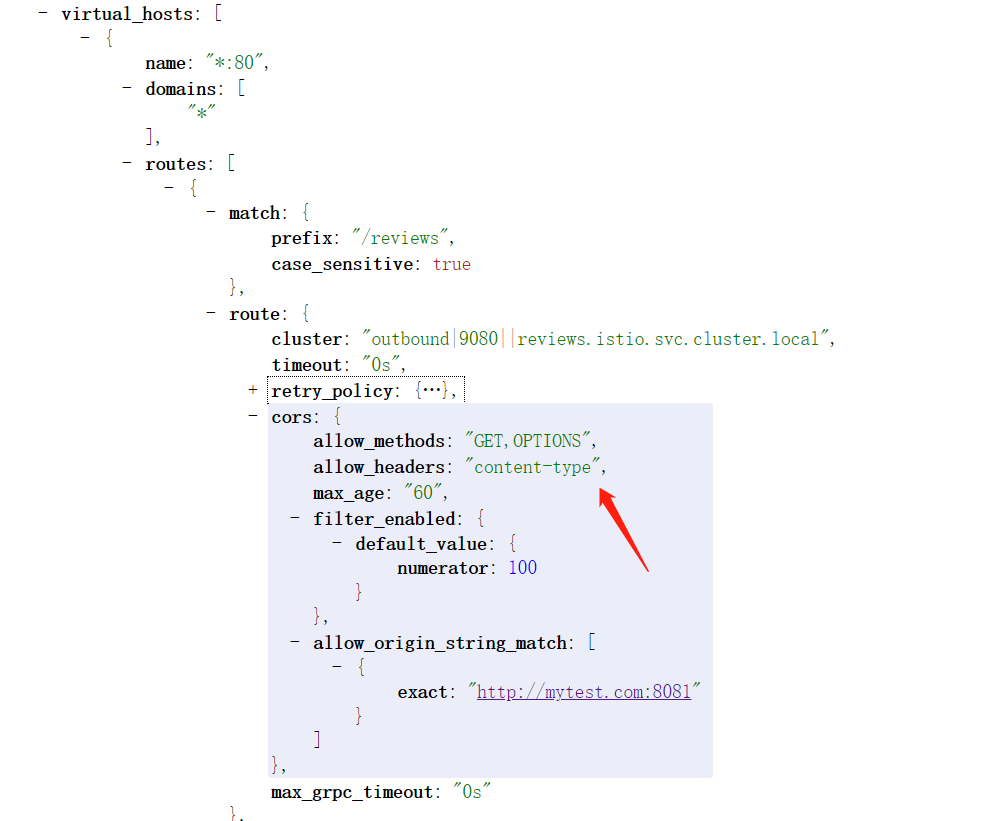 - virtual_hosts: [
- {
name: "*:80",
- domains: [
"*"
],
- routes: [
- {
- match: {
prefix: "/reviews",
case_sensitive: true
},
- route: {
cluster: "outbound|9080||reviews.istio.svc.cluster.local",
timeout: "0s",
+ retry_policy: {…},
- cors: {
allow_methods: "GET,OPTIONS",
allow_headers: "content-type",
max_age: "60",
- filter_enabled: {
- default_value: {
numerator: 100
}
},
- allow_origin_string_match: [
- {
exact: "http://mytest.com:8081"
}
]
},
max_grpc_timeout: "0s"
},